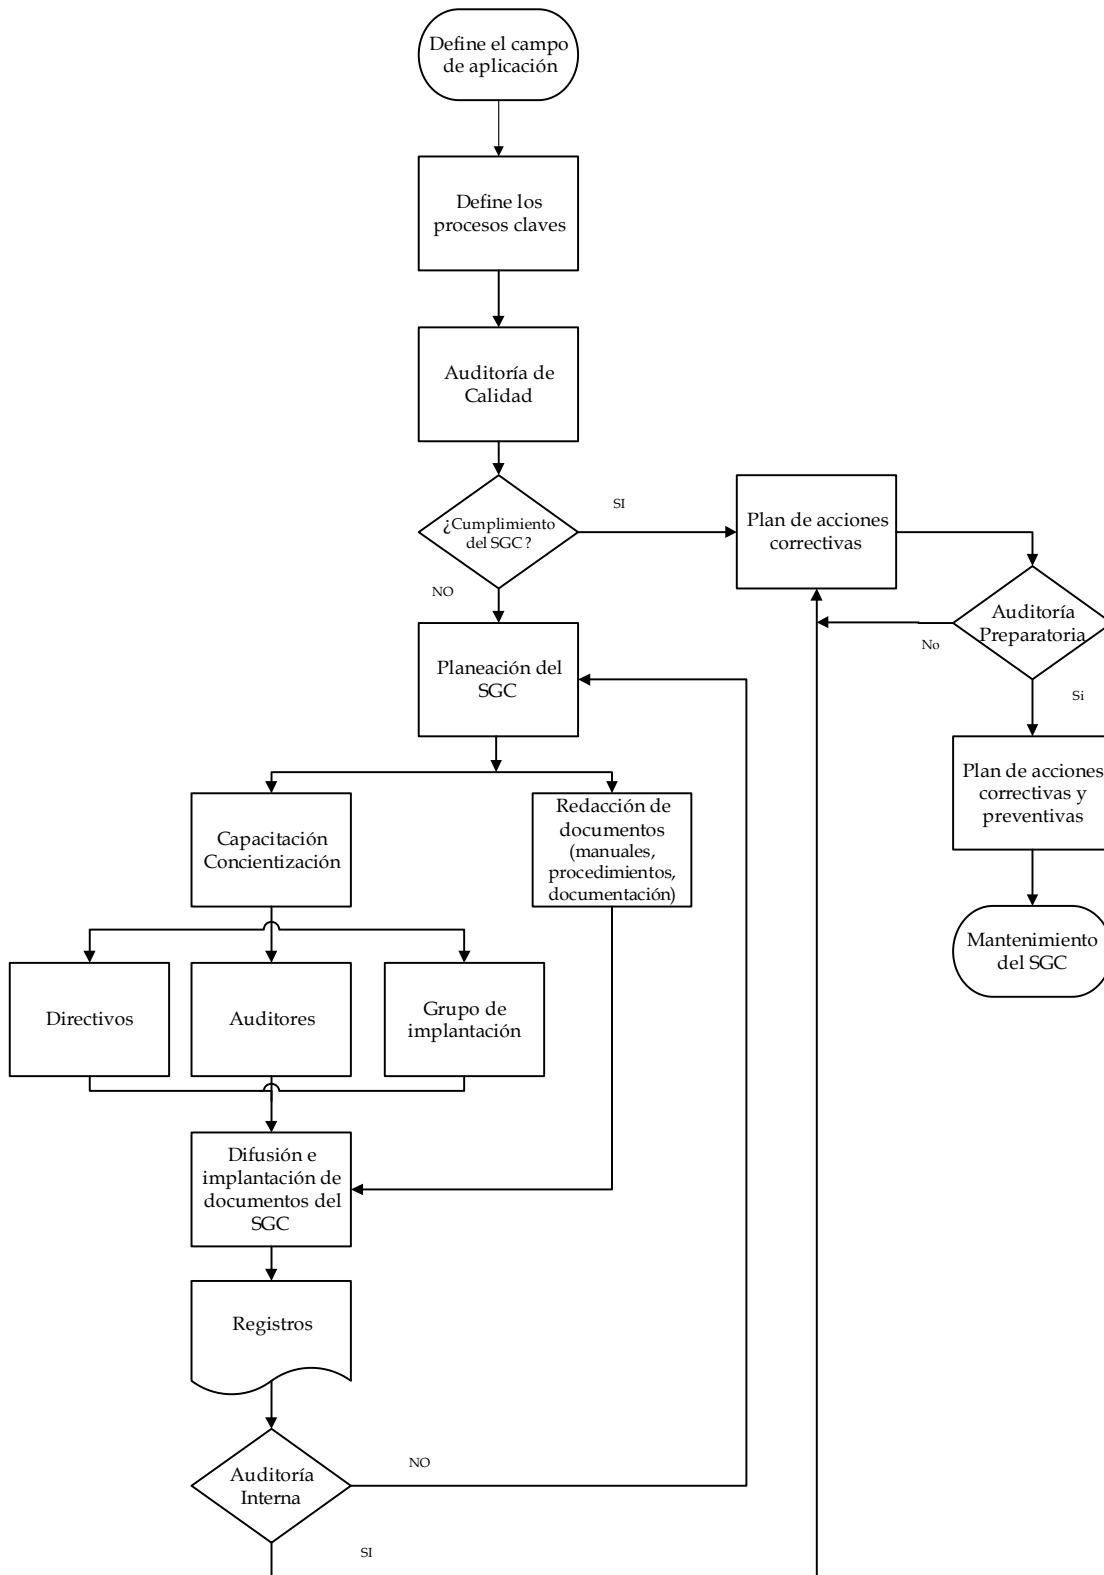 Define el campo
de aplicación
Define los
procesos claves
Auditoría de
Calidad
¿Cumplimiento
del SGC?
SI
NO
Plan de acciones
correctivas
Auditoría
Preparatoria
No
Si
Planeación del
SGC
Plan de acciones
correctivas y
preventivas
Capacitación
Concientización
Redacción de
documentos
(manuales,
procedimientos,
documentación)
Mantenimiento
del SGC
Directivos
Auditores
Grupo de
implantación
Difusión e
implantación de
documentos del
SGC
Registros
Auditoría
Interna
NO
SI